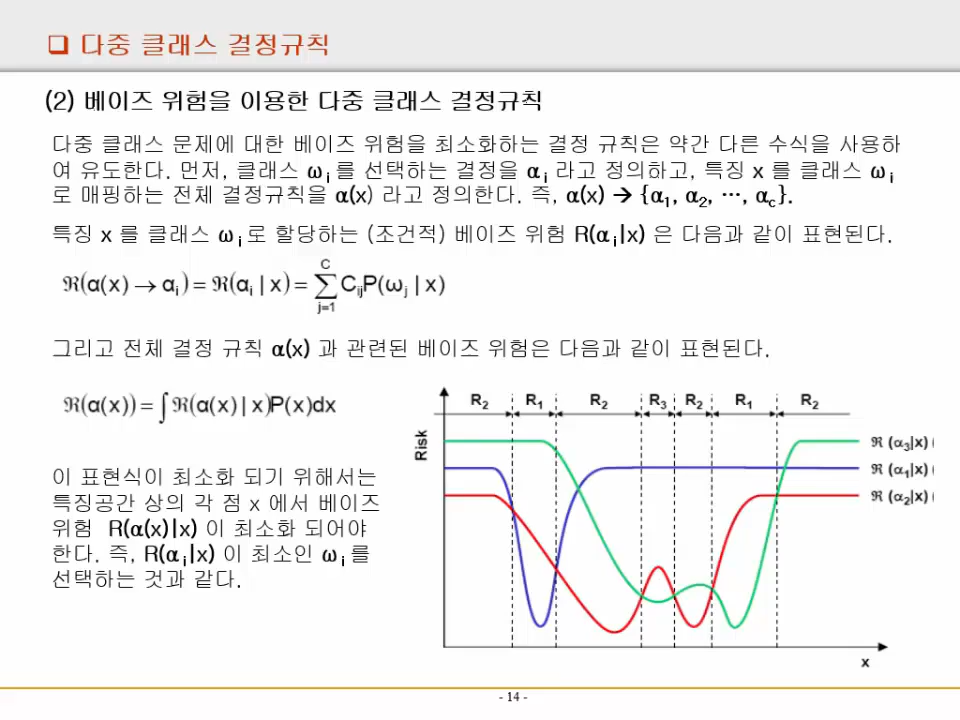 ❑ 다중 클래스 결정규칙
(2) 베이즈 위험을 이용한 다중 클래스 결정규칙
다중 클래스 문제에 대한 베이즈 위험을 최소화하는 결정 규칙은 약간 다른 수식을 사용하
여 유도한다. 먼저, 클래스 ω i 를 선택하는 결정을 α i 라고 정의하고, 특징 x 를 클래스 ω i
로 매핑하는 전체 결정규칙을 α(x) 라고 정의한다. 즉, α(x) → {α1, α2, …, αc}.
특징 x 를 클래스 ω i 로 할당하는 (조건적) 베이즈 위험 R(α i|x) 은 다음과 같이 표현된다.
ℜ(α(x) → αi) = ℜ(αi | x) = ∑ j=1 C CijP(ωj | x)
그리고 전체 결정 규칙 α(x) 과 관련된 베이즈 위험은 다음과 같이 표현된다.
ℜ(α(x)) = ∫ℜ(α(x) | x)P(x)dx
이 표현식이 최소화 되기 위해서는
특징공간 상의 각 점 x 에서 베이즈
위험 R(α(x)|x) 이 최소화 되어야
한다. 즉, R(α i|x) 이 최소인 ω i 를
선택하는 것과 같다.
R2 R1 R2 R3 R2 R1 R2
Risk
ℜ (α3|x) (
ℜ (α1|x) (
ℜ (α2|x) (
x
- 14 -